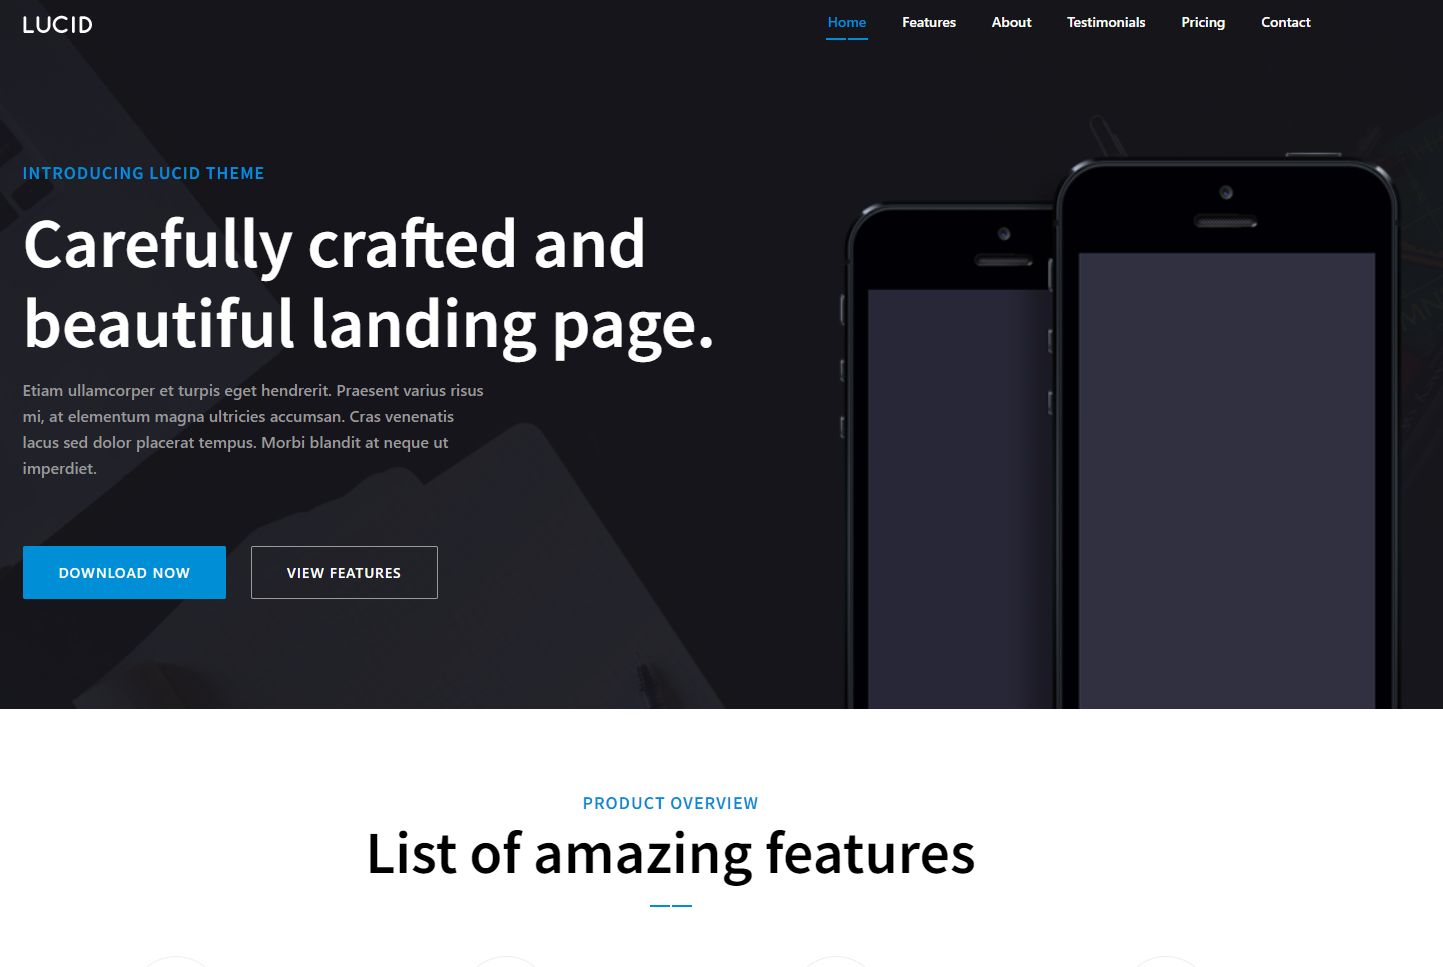 LUCID
Home Features About Testimonials Pricing Contact
INTRODUCING LUCID THEME
Carefully crafted and
beautiful landing page.
Etiam ullamcorper et turpis eget hendrerit. Praesent varius risus
mi, at elementum magna ultricies accumsan. Cras venenatis
lacus sed dolor placerat tempus. Morbi blandit at neque ut
imperdiet.
DOWNLOAD NOW VIEW FEATURES
PRODUCT OVERVIEW
List of amazing features